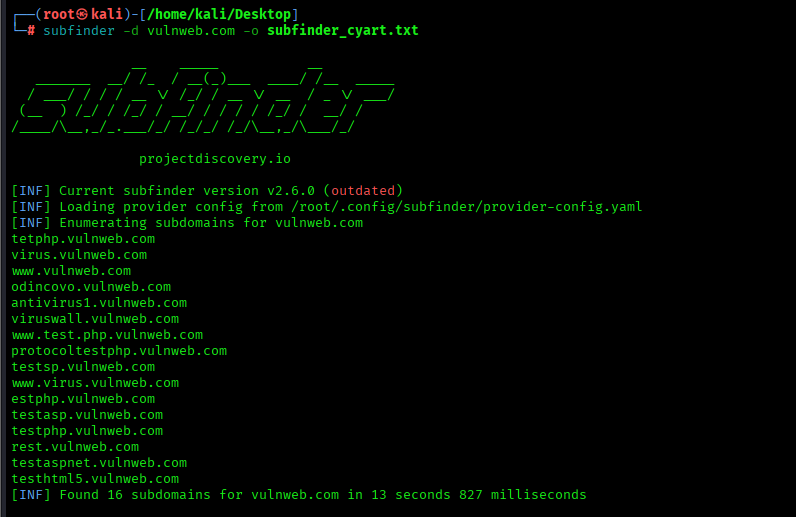 ┌──(root㉿kali)-[/home/kali/Desktop]
└─# subfinder -d vulnweb.com -o subfinder_cyart.txt
subfinder
projectdiscovery.io
[INF] Current subfinder version v2.6.0 (outdated)
[INF] Loading provider config from /root/.config/subfinder/provider-config.yaml
[INF] Enumerating subdomains for vulnweb.com
tetphp.vulnweb.com
virus.vulnweb.com
www.vulnweb.com
odincovo.vulnweb.com
antivirus1.vulnweb.com
viruswall.vulnweb.com
www.test.php.vulnweb.com
protocoltestphp.vulnweb.com
testsp.vulnweb.com
www.virus.vulnweb.com
estphp.vulnweb.com
testasp.vulnweb.com
testphp.vulnweb.com
rest.vulnweb.com
testaspnet.vulnweb.com
testhtml5.vulnweb.com
[INF] Found 16 subdomains for vulnweb.com in 13 seconds 827 milliseconds